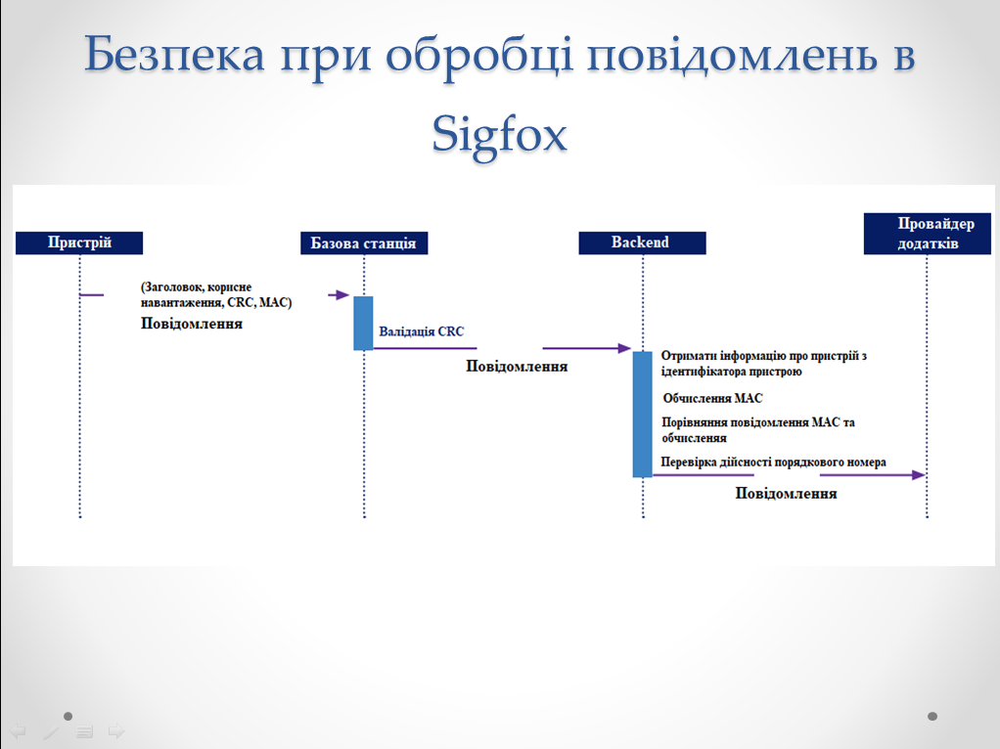 Безпека при обробці повідомлень в
Sigfox
Пристрій
Базова станція
Backend
Провайдер
додатків
(Заголовок, корисне
навантаження, CRC, MAC)
Повідомлення
Валідація CRC
Повідомлення
Отримати інформацію про пристрій з
ідентифікатора пристрою
Обчислення MAC
Порівняння повідомлення MAC та
обчисленяя
Перевірка дійсності порядкового номера
Повідомлення